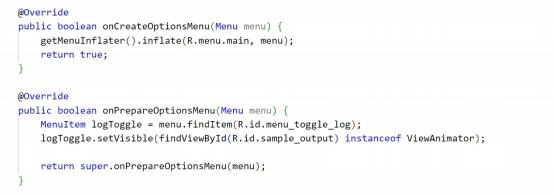 @Override
public boolean onCreateOptionsMenu(Menu menu) {
    getMenuInflater().inflate(R.menu.main, menu);
    return true;
}
@Override
public boolean onPrepareOptionsMenu(Menu menu) {
    MenuItem logToggle = menu.findItem(R.id.menu_toggle_log);
    logToggle.setVisible(findViewById(R.id.sample_output) instanceof ViewAnimator);
    return super.onPrepareOptionsMenu(menu);
}